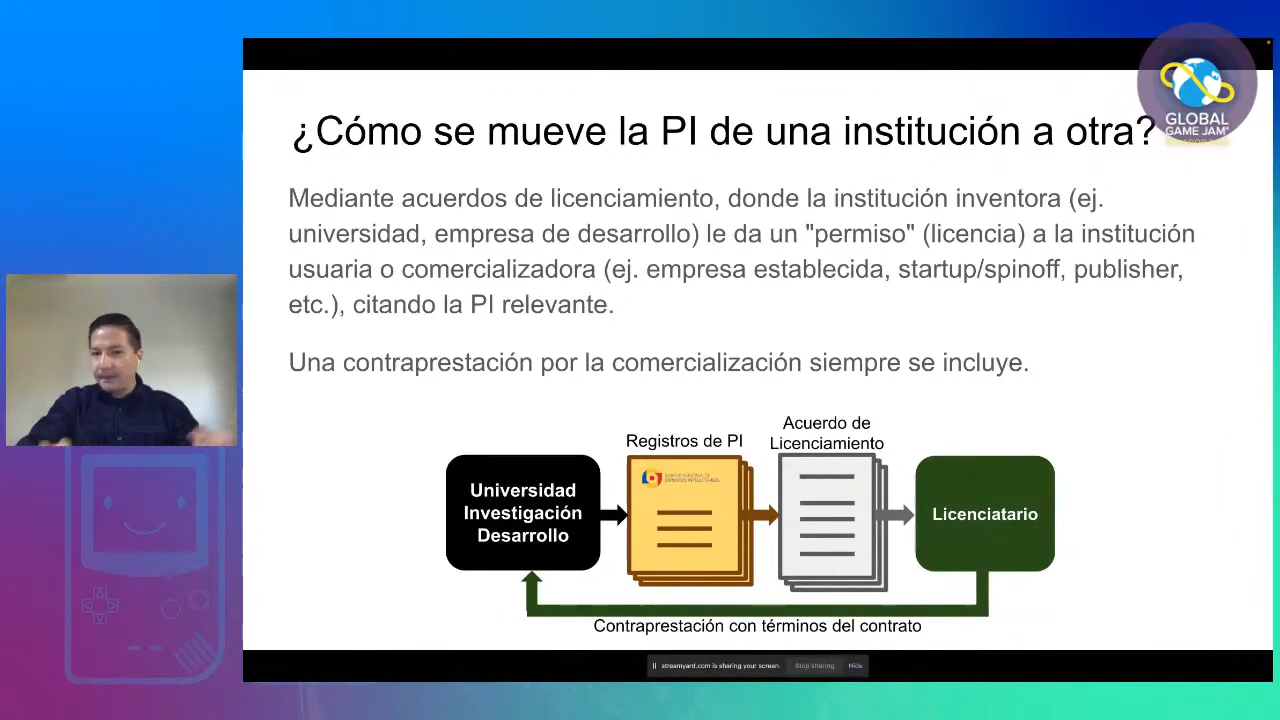 ¿Cómo se mueve la PI de una institución a otra?
GLOBAL
GAME JAM
Mediante acuerdos de licenciamiento, donde la institución inventora (ej.
universidad, empresa de desarrollo) le da un "permiso" (licencia) a la institución
usuaria o comercializadora (ej. empresa establecida, startup/spinoff, publisher,
etc.), citando la PI relevante.
Una contraprestación por la comercialización siempre se incluye.
Registros de PI
Acuerdo de
Licenciamiento
Universidad
Investigación
Desarrollo
DERECHOS INTELECTUALES
Licenciatario
Contraprestación con términos del contrato
streamyard.com is sharing your screen.
Stop sharing
Hide